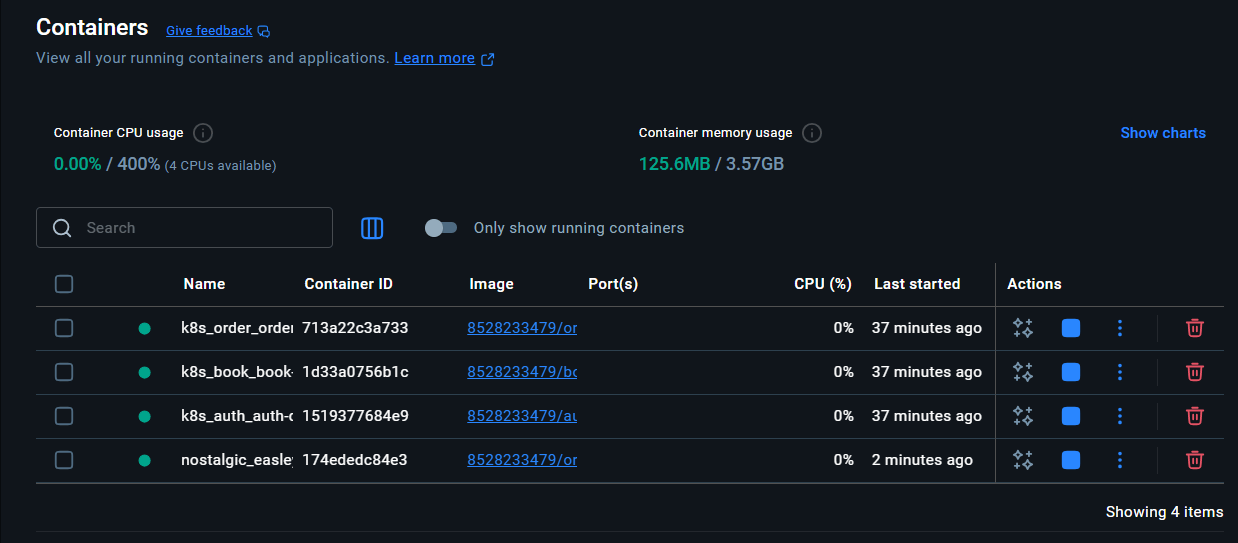 Containers Give feedback
View all your running containers and applications. Learn more
Container CPU usage Container memory usage Show charts
0.00% / 400% (4 CPUs available) 125.6MB / 3.57GB
Search Only show running containers
Name Container ID Image Port(s) CPU (%) Last started Actions
k8s_order_order 713a22c3a733 8528233479/or 0% 37 minutes ago
k8s_book_book- 1d33a0756b1c 8528233479/bo 0% 37 minutes ago
k8s_auth_auth-d 1519377684e9 8528233479/au 0% 37 minutes ago
nostalgic_easley 174ededc84e3 8528233479/or 0% 2 minutes ago
Showing 4 items